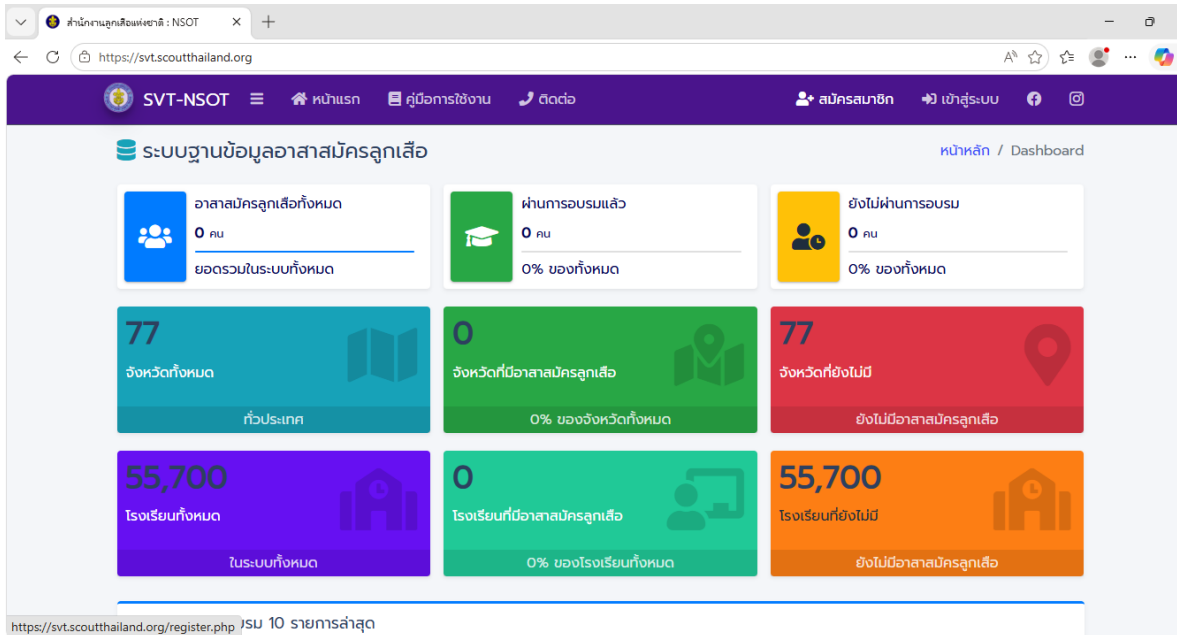 สำนักงานลูกเสือแห่งชาติ : NSOT
https://svt.scoutthailand.org
SVT-NSOT หน้าแรก คู่มือการใช้งาน ติดต่อ สมัครสมาชิก เข้าสู่ระบบ
ระบบฐานข้อมูลอาสาสมัครลูกเสือ หน้าหลัก / Dashboard
อาสาสมัครลูกเสือทั้งหมด ผ่านการอบรมแล้ว ยังไม่ผ่านการอบรม
0 คน 0 คน 0 คน
ยอดรวมในระบบทั้งหมด 0% ของทั้งหมด 0% ของทั้งหมด
77 0 77
จังหวัดทั้งหมด จังหวัดที่มีอาสาสมัครลูกเสือ จังหวัดที่ยังไม่มี
ทั่วประเทศ 0% ของจังหวัดทั้งหมด ยังไม่มีอาสาสมัครลูกเสือ
55,700 0 55,700
โรงเรียนทั้งหมด โรงเรียนที่มีอาสาสมัครลูกเสือ โรงเรียนที่ยังไม่มี
ในระบบทั้งหมด 0% ของโรงเรียนทั้งหมด ยังไม่มีอาสาสมัครลูกเสือ
10 รายการล่าสุด
https://svt.scoutthailand.org/register.php